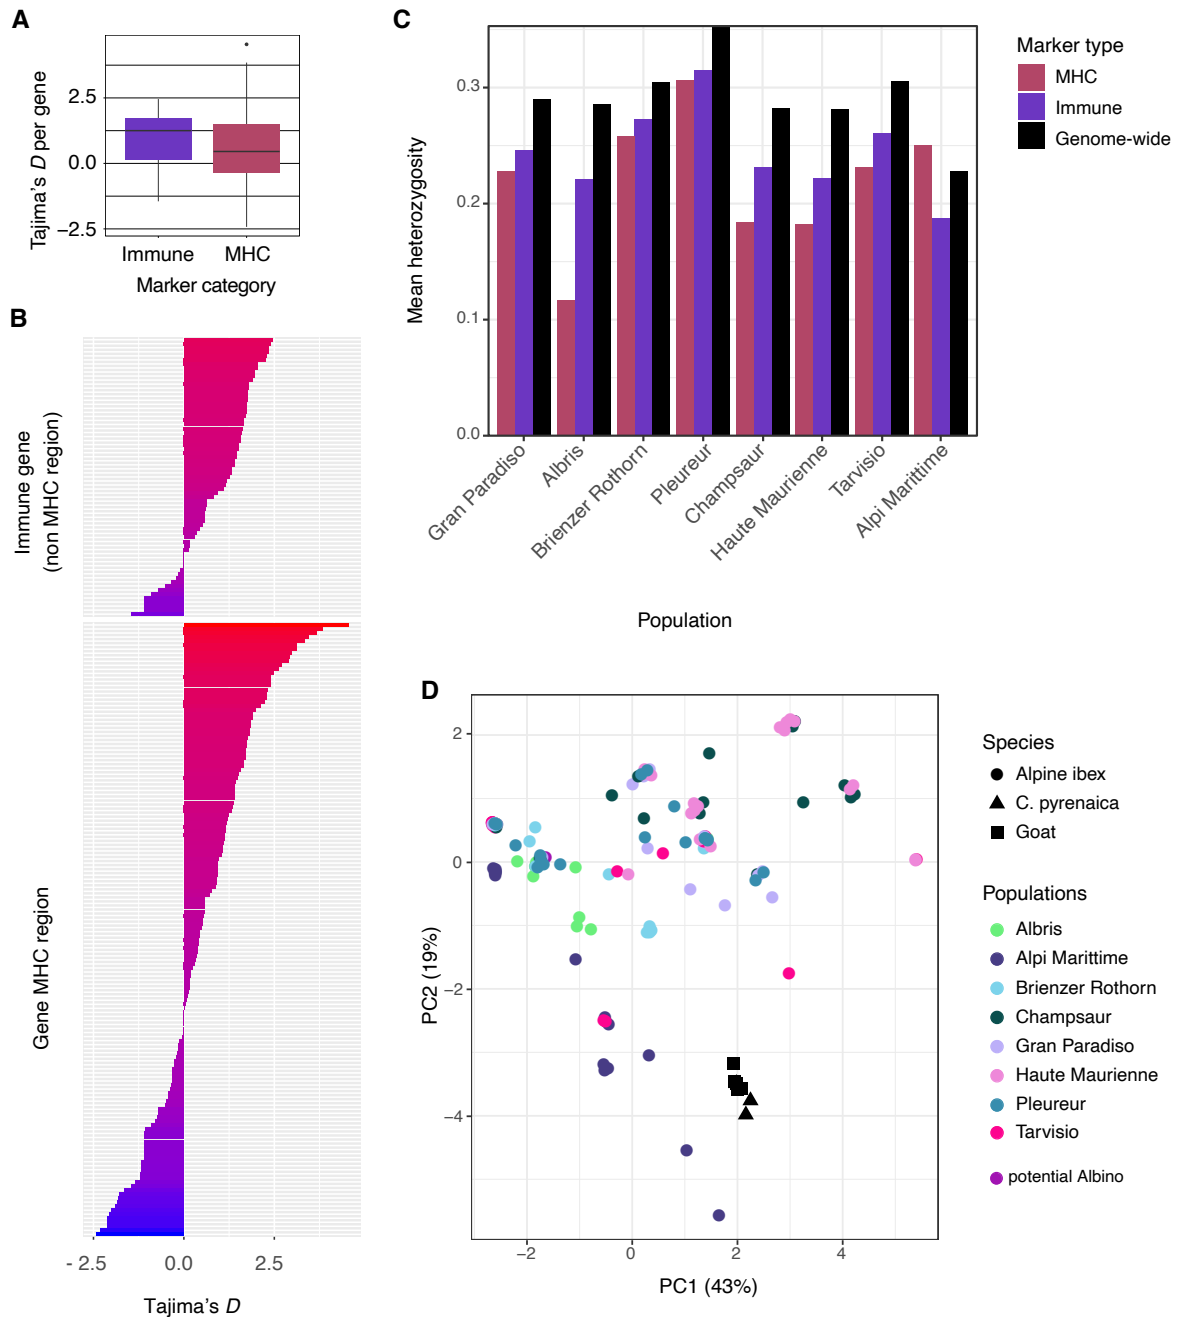 A
Tajima's D per gene
2.5
0.0
−2.5
Immune
MHC
Marker category
B
Immune gene
(non MHC region)
Gene MHC region
- 2.5
0.0
2.5
Tajima's D
C
Mean heterozygosity
0.3
0.2
0.1
0.0
Gran Paradiso
Albris
Brienzer Rothorn
Pleureur
Champsaur
Haute Maurienne
Tarvisio
Alpi Marittime
Population
Marker type
MHC
Immune
Genome-wide
D
PC2 (19%)
2
0
−2
−4
−2
0
2
4
PC1 (43%)
Species
Alpine ibex
C. pyrenaica
Goat
Populations
Albris
Alpi Marittime
Brienzer Rothorn
Champsaur
Gran Paradiso
Haute Maurienne
Pleureur
Tarvisio
potential Albino